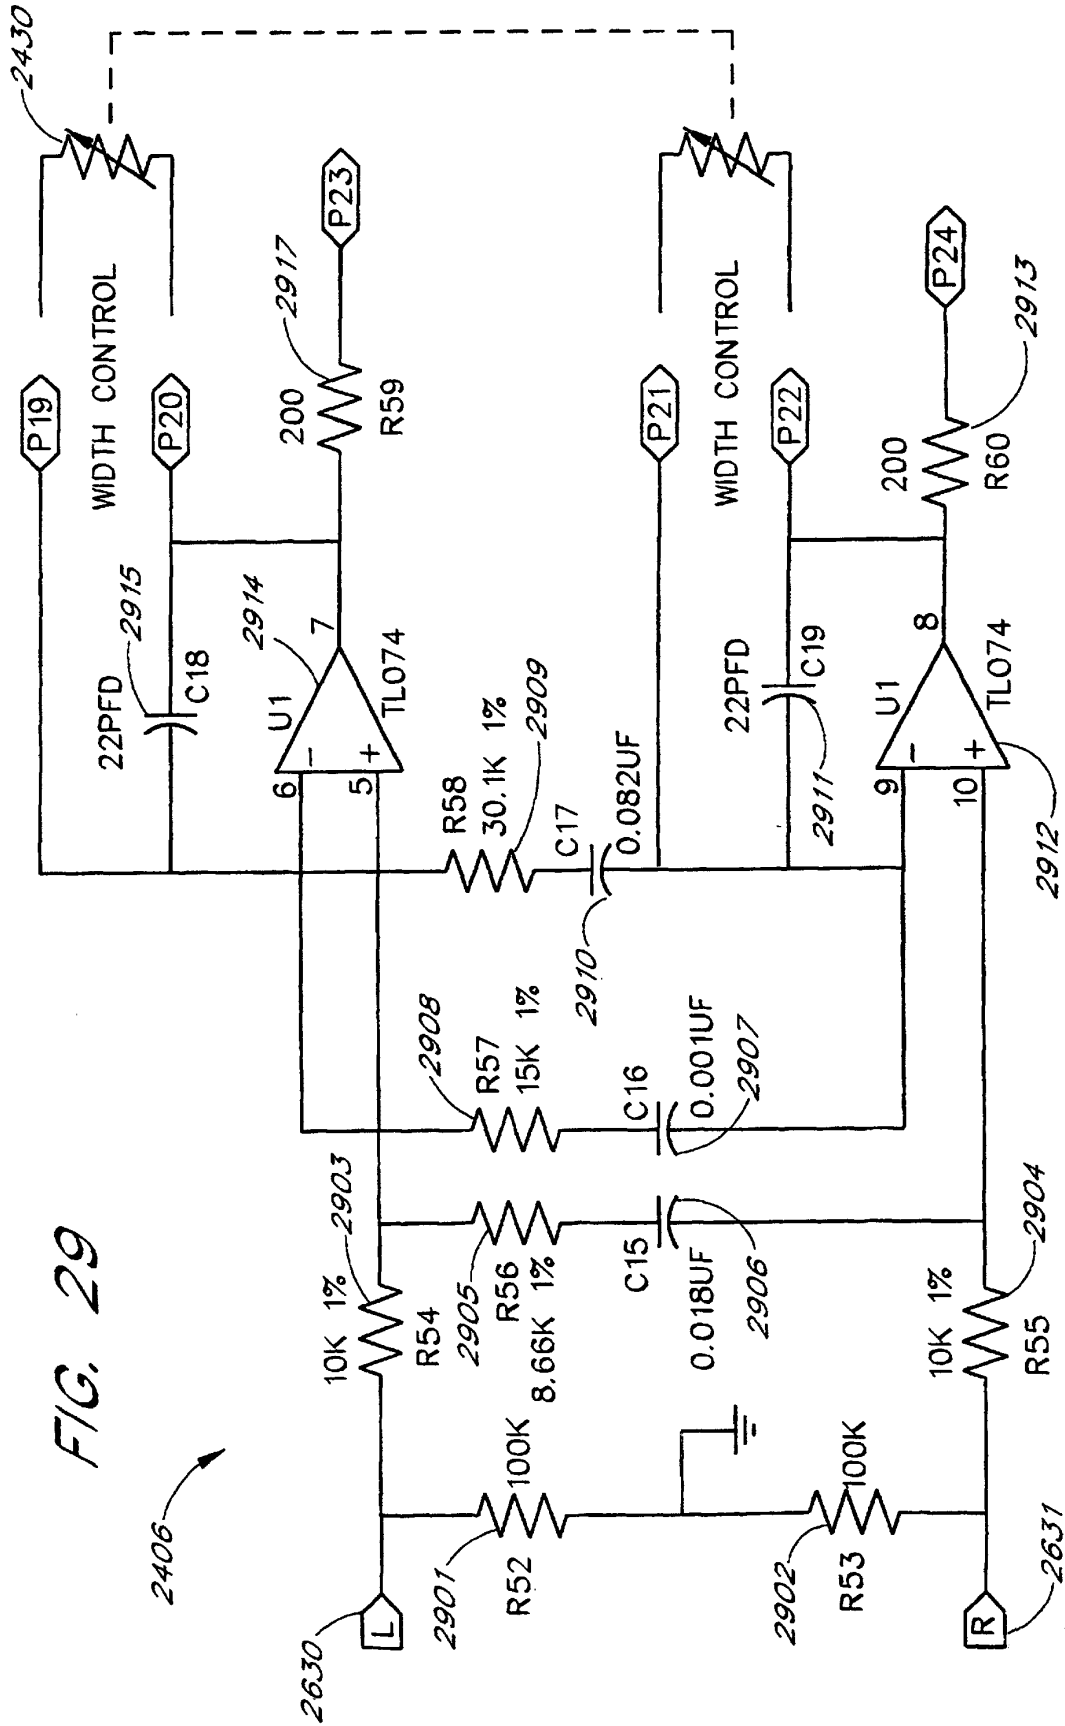 FIG. 29
2406
2630
L
2901
R52
100K
2902
R53
100K
R
2631
10K 1%
2903
R54
2905
R56
8.66K 1%
C15
0.018UF
2906
10K 1%
2904
R55
2908
R57
15K 1%
C16
0.001UF
2907
R58
30.1K 1%
2909
C17
0.082UF
2910
22PFD
2915
C18
6
5
U1
-
+
2914
7
TL074
22PFD
C19
2911
9
10
U1
-
+
8
TL074
2912
P19
WIDTH CONTROL
P20
2430
200
2917
R59
P23
P21
WIDTH CONTROL
P22
200
R60
2913
P24